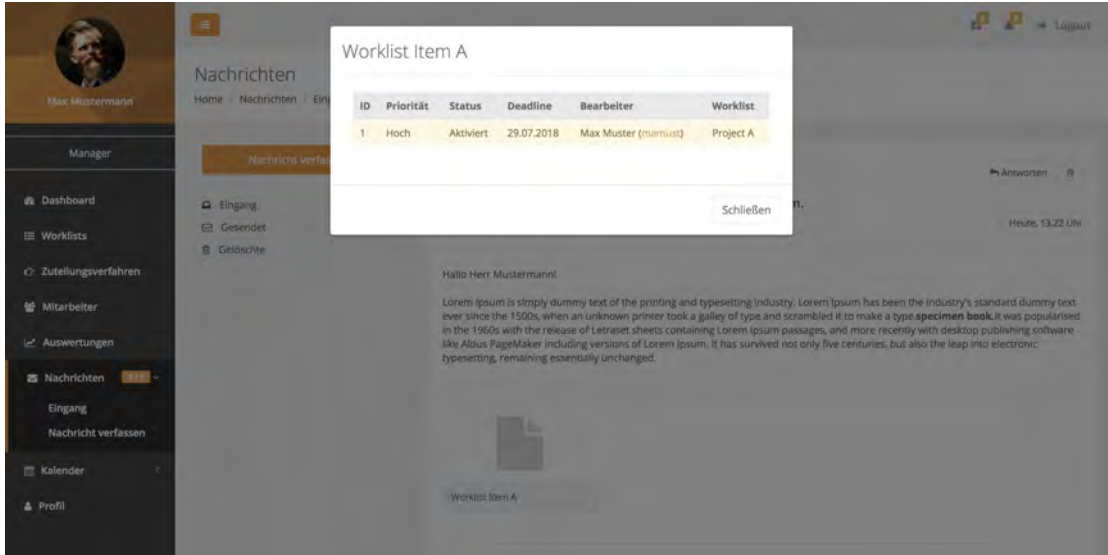 Max Mustermann
Manager
Dashboard
Worklists
Zuteilungsverfahren
Mitarbeiter
Auswertungen
Nachrichten
Eingang
Nachricht verfassen
Kalender
Profil
Logout
Nachrichten
Home / Nachrichten /
Nachricht
Eingang
Gesendet
Gelöschte
Worklist Item A
ID Priorität Status Deadline Bearbeiter Worklist
1 Hoch Aktiviert 29.07.2018 Max Muster (mamust) Project A
Schließen
Antworten
Heute, 13.22 Uhr
Hallo Herr Mustermann!
Lorem Ipsum is simply dummy text of the printing and typesetting industry. Lorem Ipsum has been the industry's standard dummy text
ever since the 1500s, when an unknown printer took a galley of type and scrambled it to make a type specimen book.It was popularised
in the 1960s with the release of Letraset sheets containing Lorem Ipsum passages, and more recently with desktop publishing software
like Aldus PageMaker including versions of Lorem Ipsum. It has survived not only five centuries, but also the leap into electronic
typesetting, remaining essentially unchanged.
Worklist Item A